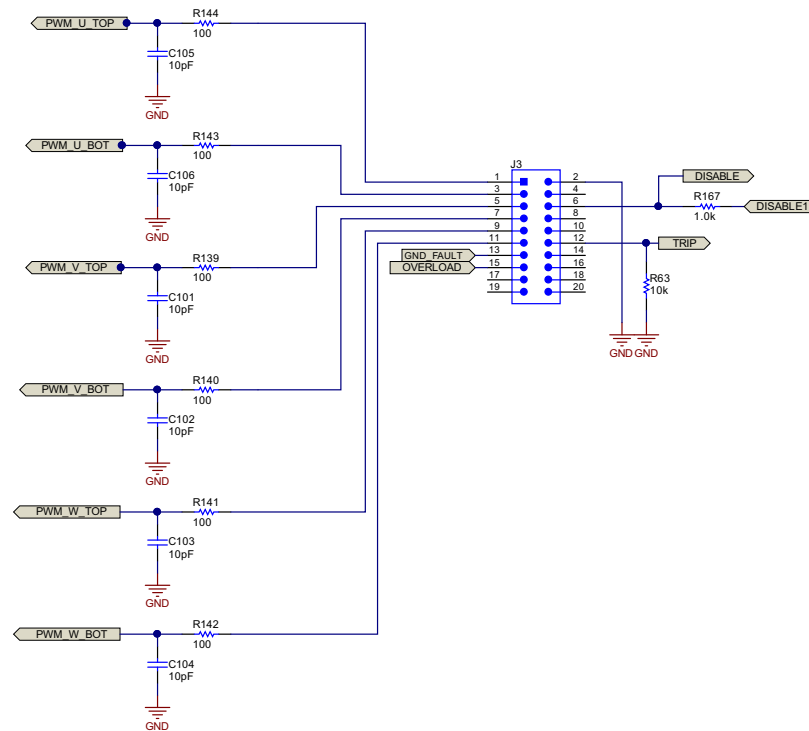 PWM_U_TOP
R144
100
C105
10pF
GND
PWM_U_BOT
R143
100
C106
10pF
GND
PWM_V_TOP
R139
100
C101
10pF
GND
PWM_V_BOT
R140
100
C102
10pF
GND
PWM_W_TOP
R141
100
C103
10pF
GND
PWM_W_BOT
R142
100
C104
10pF
GND
J3
1 2
3 4
5 6
7 8
9 10
11 12
13 14
15 16
17 18
19 20
GND_FAULT
OVERLOAD
DISABLE
R167
1.0k
DISABLE1
TRIP
R63
10k
GND GND